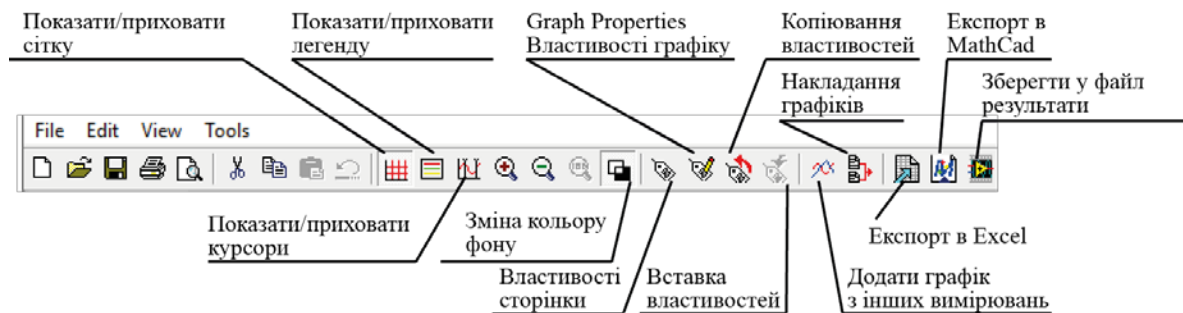 Показати/приховати
сітку
Показати/приховати
легенду
Graph Properties
Властивості графіку
Копіювання
властивостей
Експорт в
MathCad
Накладання
графіків
Зберегти у файл
результати
File Edit View Tools
Показати/приховати
курсори
Зміна кольору
фону
Властивості
сторінки
Вставка
властивостей
Експорт в Excel
Додати графік
з інших вимірювань